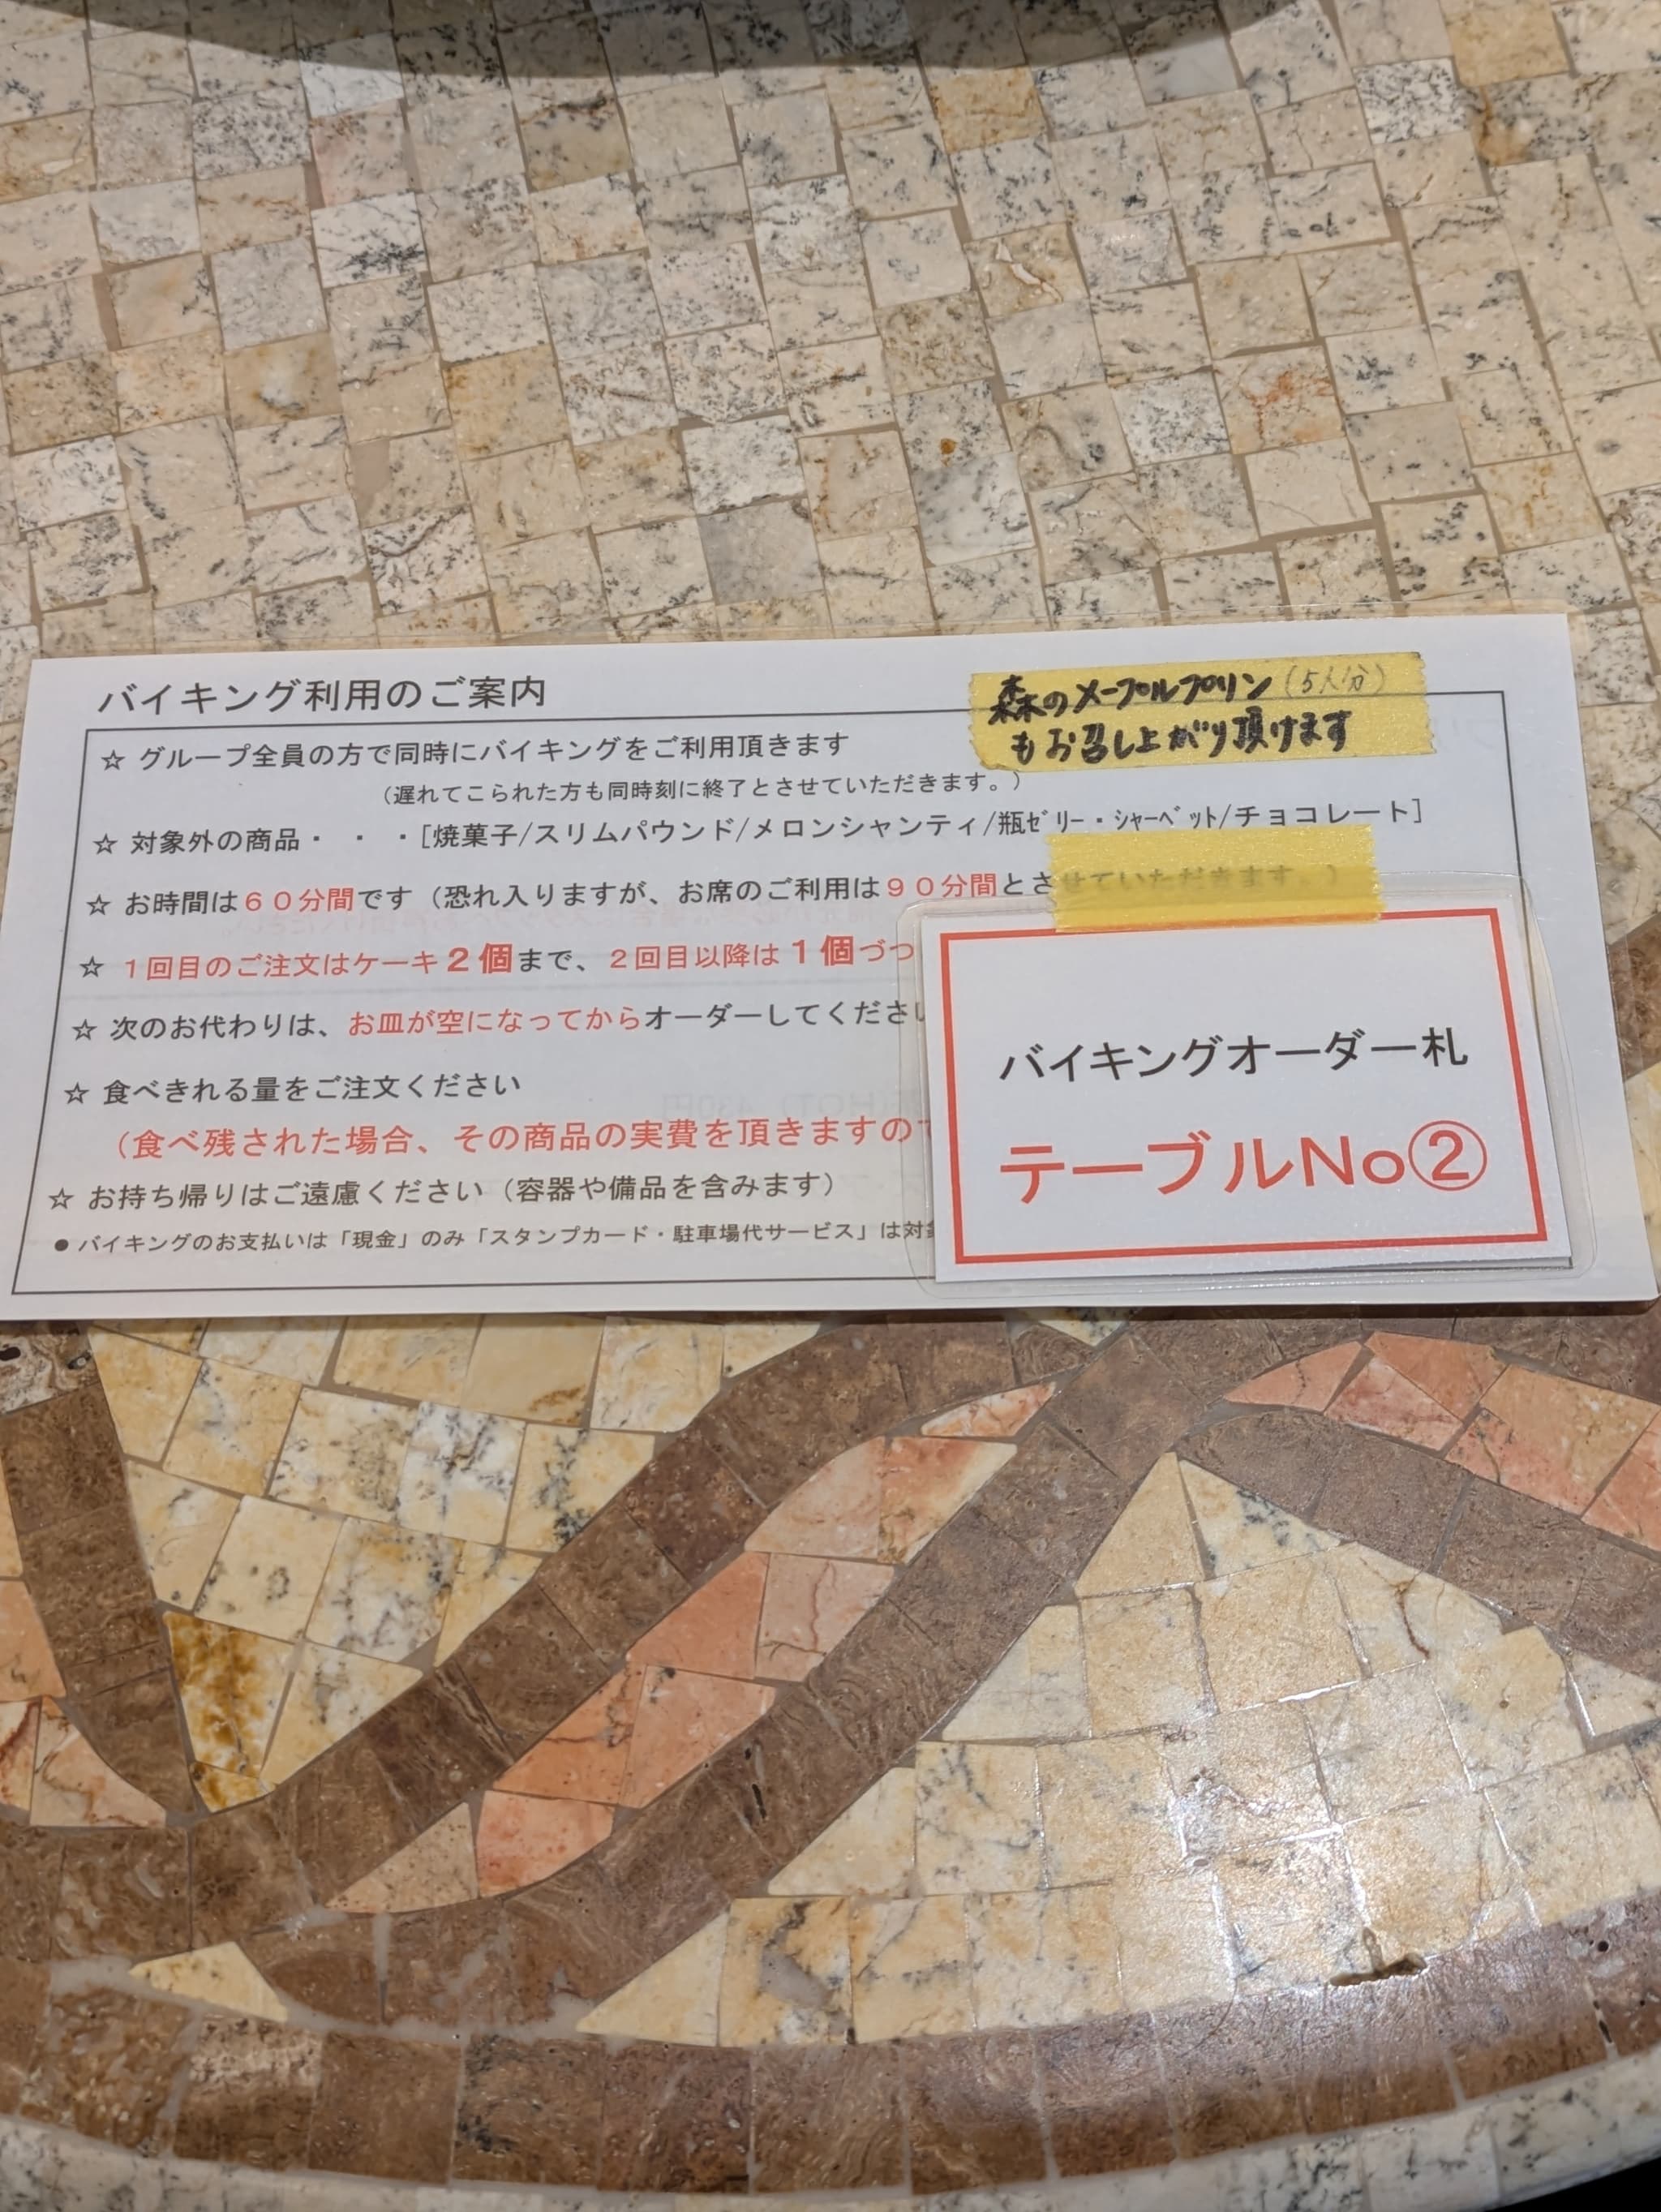 バイキング利用のご案内
森のメープルプリン(5人分)
もお召し上がり頂けます
☆ グループ全員の方で同時にバイキングをご利用頂きます
(遅れてこられた方も同時刻に終了とさせていただきます。)
☆ 対象外の商品・・・[焼菓子/スリムパウンド/メロンシャンティ/瓶ｾﾞﾘｰ・ｼｬｰﾍﾞｯﾄ/チョコレート]
☆ お時間は６０分間です(恐れ入りますが、お席のご利用は９０分間とさせていただきます。)
☆ １回目のご注文はケーキ２個まで、２回目以降は１個づつ
☆ 次のお代わりは、お皿が空になってからオーダーしてくださ
☆ 食べきれる量をご注文ください
(食べ残された場合、その商品の実費を頂きますので
☆ お持ち帰りはご遠慮ください(容器や備品を含みます)
● バイキングのお支払いは「現金」のみ「スタンプカード・駐車場代サービス」は対
バイキングオーダー札
テーブルNo②